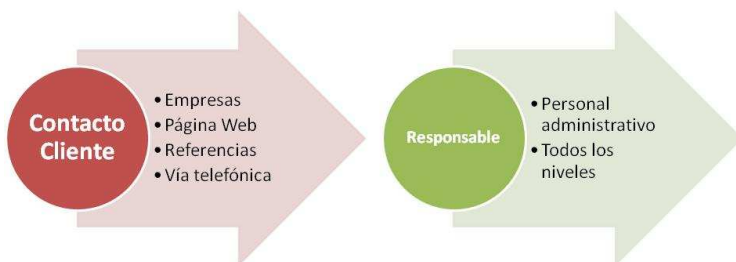 Contacto
Cliente
• Empresas
• Página Web
• Referencias
• Vía telefónica
Responsable
• Personal
administrativo
• Todos los
niveles